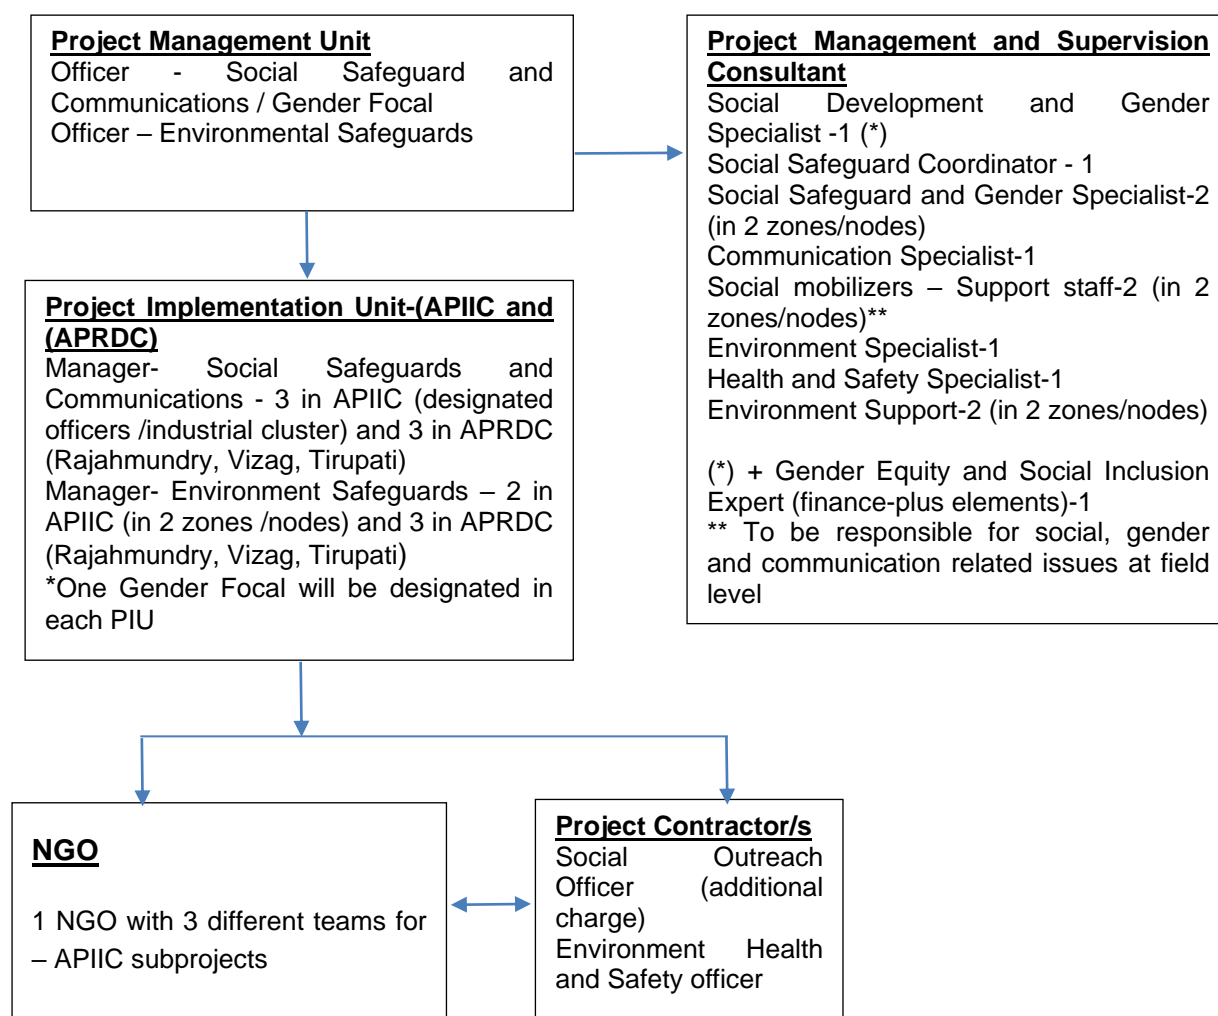 Project Management Unit
Officer - Social Safeguard and
Communications / Gender Focal
Officer – Environmental Safeguards
Project Management and Supervision
Consultant
Social Development and Gender
Specialist -1 (*)
Social Safeguard Coordinator - 1
Social Safeguard and Gender Specialist-2
(in 2 zones/nodes)
Communication Specialist-1
Social mobilizers – Support staff-2 (in 2
zones/nodes)**
Environment Specialist-1
Health and Safety Specialist-1
Environment Support-2 (in 2 zones/nodes)
(*) + Gender Equity and Social Inclusion
Expert (finance-plus elements)-1
** To be responsible for social, gender
and communication related issues at field
level
Project Implementation Unit-(APIIC and
(APRDC)
Manager- Social Safeguards and
Communications - 3 in APIIC (designated
officers /industrial cluster) and 3 in APRDC
(Rajahmundry, Vizag, Tirupati)
Manager- Environment Safeguards – 2 in
APIIC (in 2 zones /nodes) and 3 in APRDC
(Rajahmundry, Vizag, Tirupati)
*One Gender Focal will be designated in
each PIU
NGO
1 NGO with 3 different teams for
– APIIC subprojects
Project Contractor/s
Social Outreach
Officer (additional
charge)
Environment Health
and Safety officer